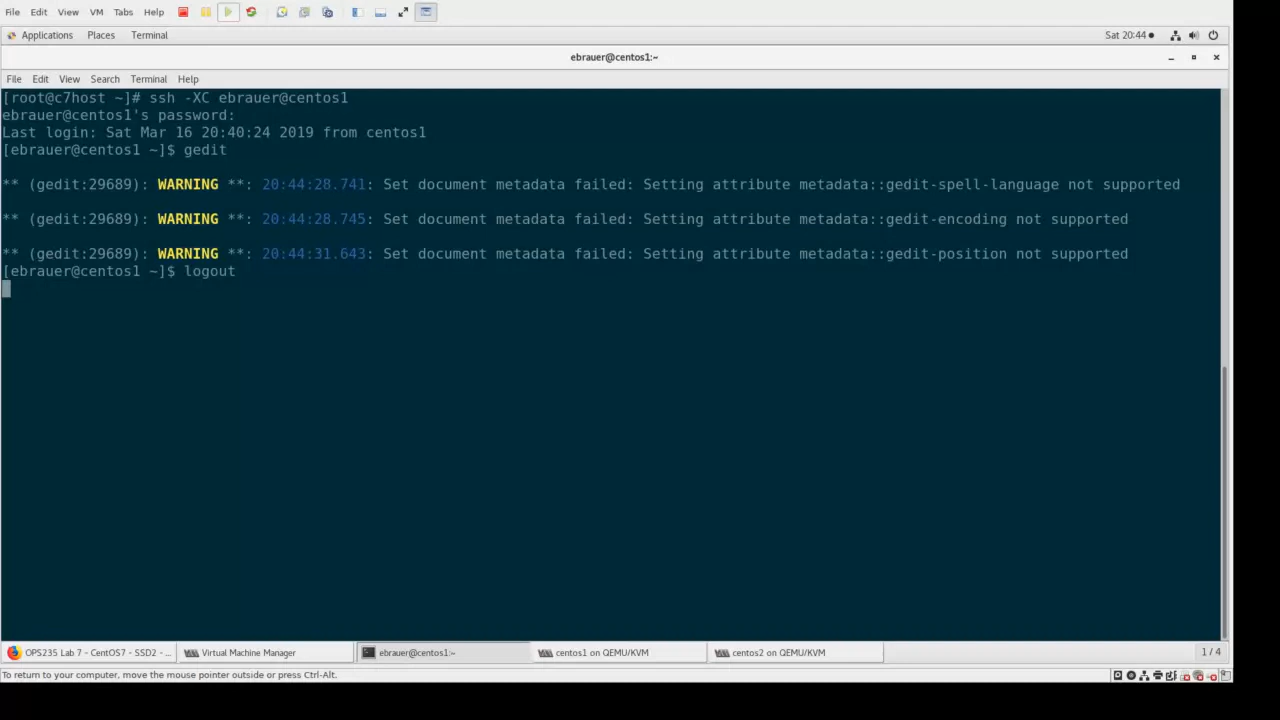 File Edit View VM Tabs Help
Applications Places Terminal Sat 20:44
ebrauer@centos1:~
File Edit View Search Terminal Help
[root@c7host ~]# ssh -XC ebrauer@centos1
ebrauer@centos1's password:
Last login: Sat Mar 16 20:40:24 2019 from centos1
[ebrauer@centos1 ~]$ gedit
** (gedit:29689): WARNING **: 20:44:28.741: Set document metadata failed: Setting attribute metadata::gedit-spell-language not supported
** (gedit:29689): WARNING **: 20:44:28.745: Set document metadata failed: Setting attribute metadata::gedit-encoding not supported
** (gedit:29689): WARNING **: 20:44:31.643: Set document metadata failed: Setting attribute metadata::gedit-position not supported
[ebrauer@centos1 ~]$ logout
OPS235 Lab 7 - CentOS7 - SSD2 - ... Virtual Machine Manager ebrauer@centos1:~ centos1 on QEMU/KVM centos2 on QEMU/KVM 1 / 4
To return to your computer, move the mouse pointer outside or press Ctrl-Alt.